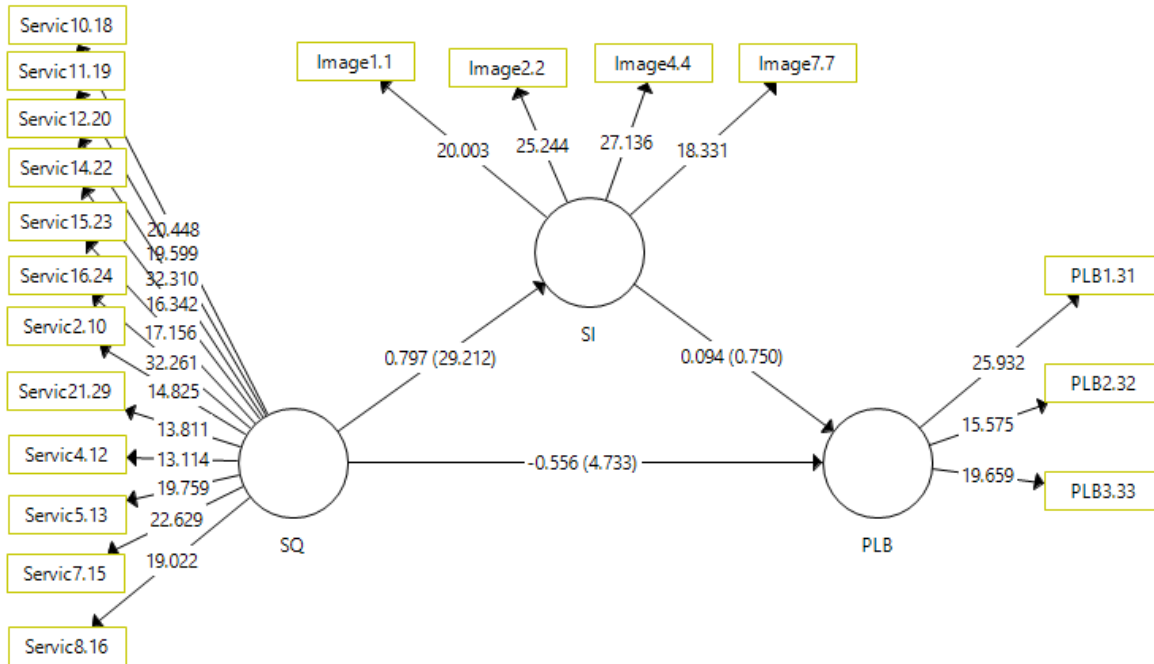 Servic10.18
Servic11.19
Servic12.20
Servic14.22
Servic15.23
Servic16.24
Servic2.10
Servic21.29
Servic4.12
Servic5.13
Servic7.15
Servic8.16
20.448
19.599
32.310
16.342
17.156
32.261
14.825
13.811
13.114
19.759
22.629
19.022
SQ
Image1.1
Image2.2
Image4.4
Image7.7
20.003
25.244
27.136
18.331
SI
0.797 (29.212)
0.094 (0.750)
-0.556 (4.733)
PLB
25.932
15.575
19.659
PLB1.31
PLB2.32
PLB3.33